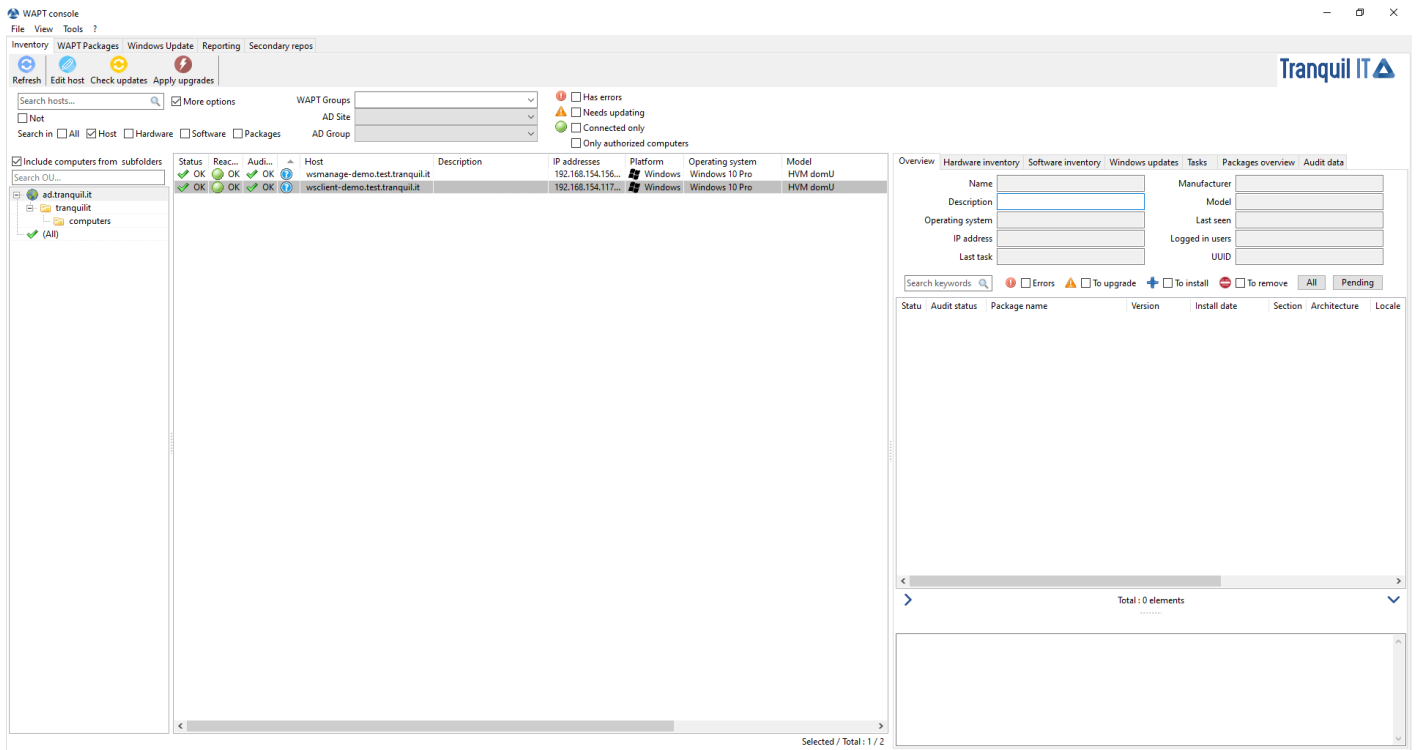 WAPT console
File View Tools ?
Inventory WAPT Packages Windows Update Reporting Secondary repos
Refresh Edit host Check updates Apply upgrades
Tranquil IT
Search hosts... More options WAPT Groups Has errors
Not AD Site Needs updating
Search in All Host Hardware Software Packages AD Group Connected only
Only authorized computers
Include computers from subfolders
Search OU...
ad.tranquil.it
tranquilit
computers
(All)
Status Reac... Audi... Host Description IP addresses Platform Operating system Model
OK OK OK wsmanage-demo.test.tranquil.it 192.168.154.156... Windows Windows 10 Pro HVM domU
OK OK OK wsclient-demo.test.tranquil.it 192.168.154.117... Windows Windows 10 Pro HVM domU
Selected / Total : 1 / 2
Overview Hardware inventory Software inventory Windows updates Tasks Packages overview Audit data
Name Manufacturer
Description Model
Operating system Last seen
IP address Logged in users
Last task UUID
Search keywords Errors To upgrade To install To remove All Pending
Statu Audit status Package name Version Install date Section Architecture Locale
Total : 0 elements